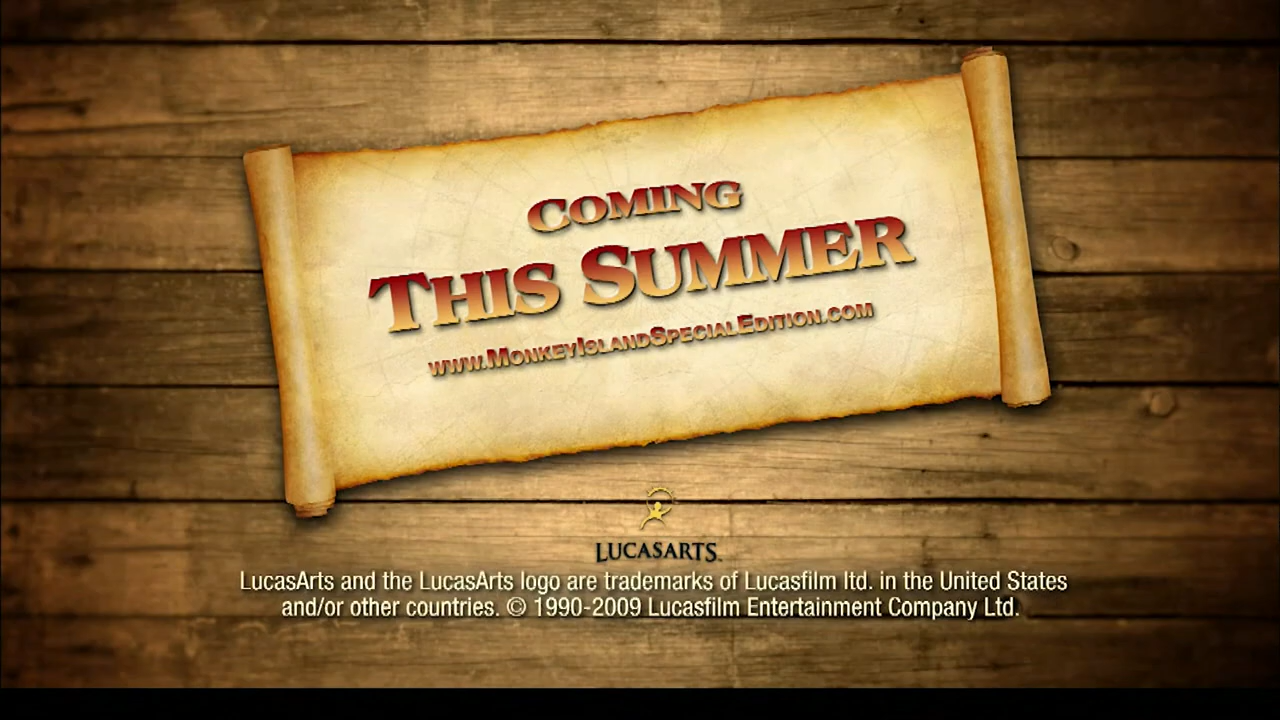 COMING
THIS SUMMER
WWW.MONKEYISLANDSPECIALEDITION.COM
LUCASARTS™
LucasArts and the LucasArts logo are trademarks of Lucasfilm ltd. in the United States
and/or other countries. © 1990-2009 Lucasfilm Entertainment Company Ltd.